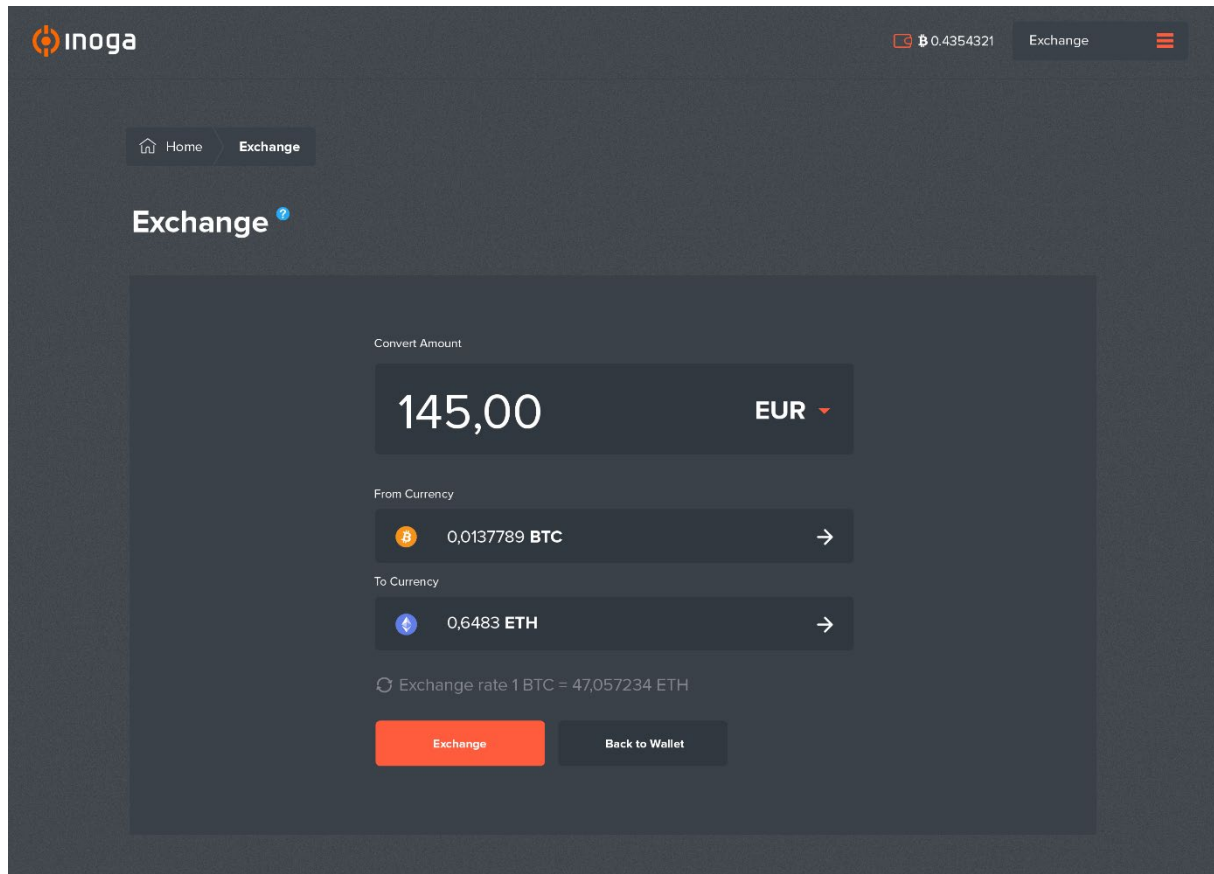 ınoga
₿ 0.4354321
Exchange
Home
Exchange
Exchange ?
Convert Amount
145,00
EUR
From Currency
0,0137789 BTC
To Currency
0,6483 ETH
Exchange rate 1 BTC = 47,057234 ETH
Exchange
Back to Wallet